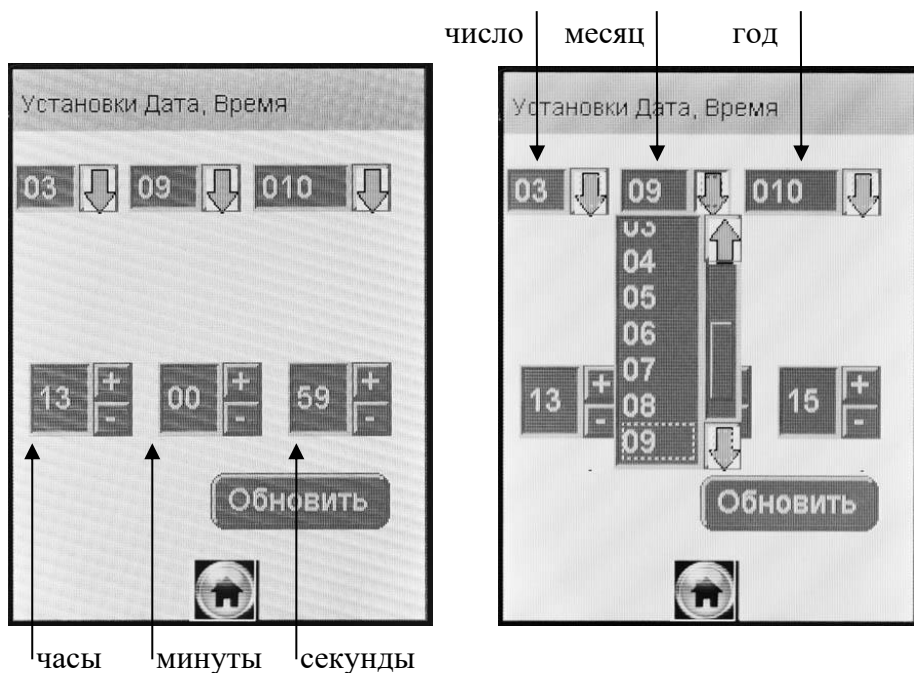 число месяц год
Установки Дата, Время
03 09 010
13 + - 00 + - 59 + -
Обновить
часы минуты секунды
Установки Дата, Время
03 09 010
03
04
05
06
07
08
09
13 + - 15 + -
Обновить